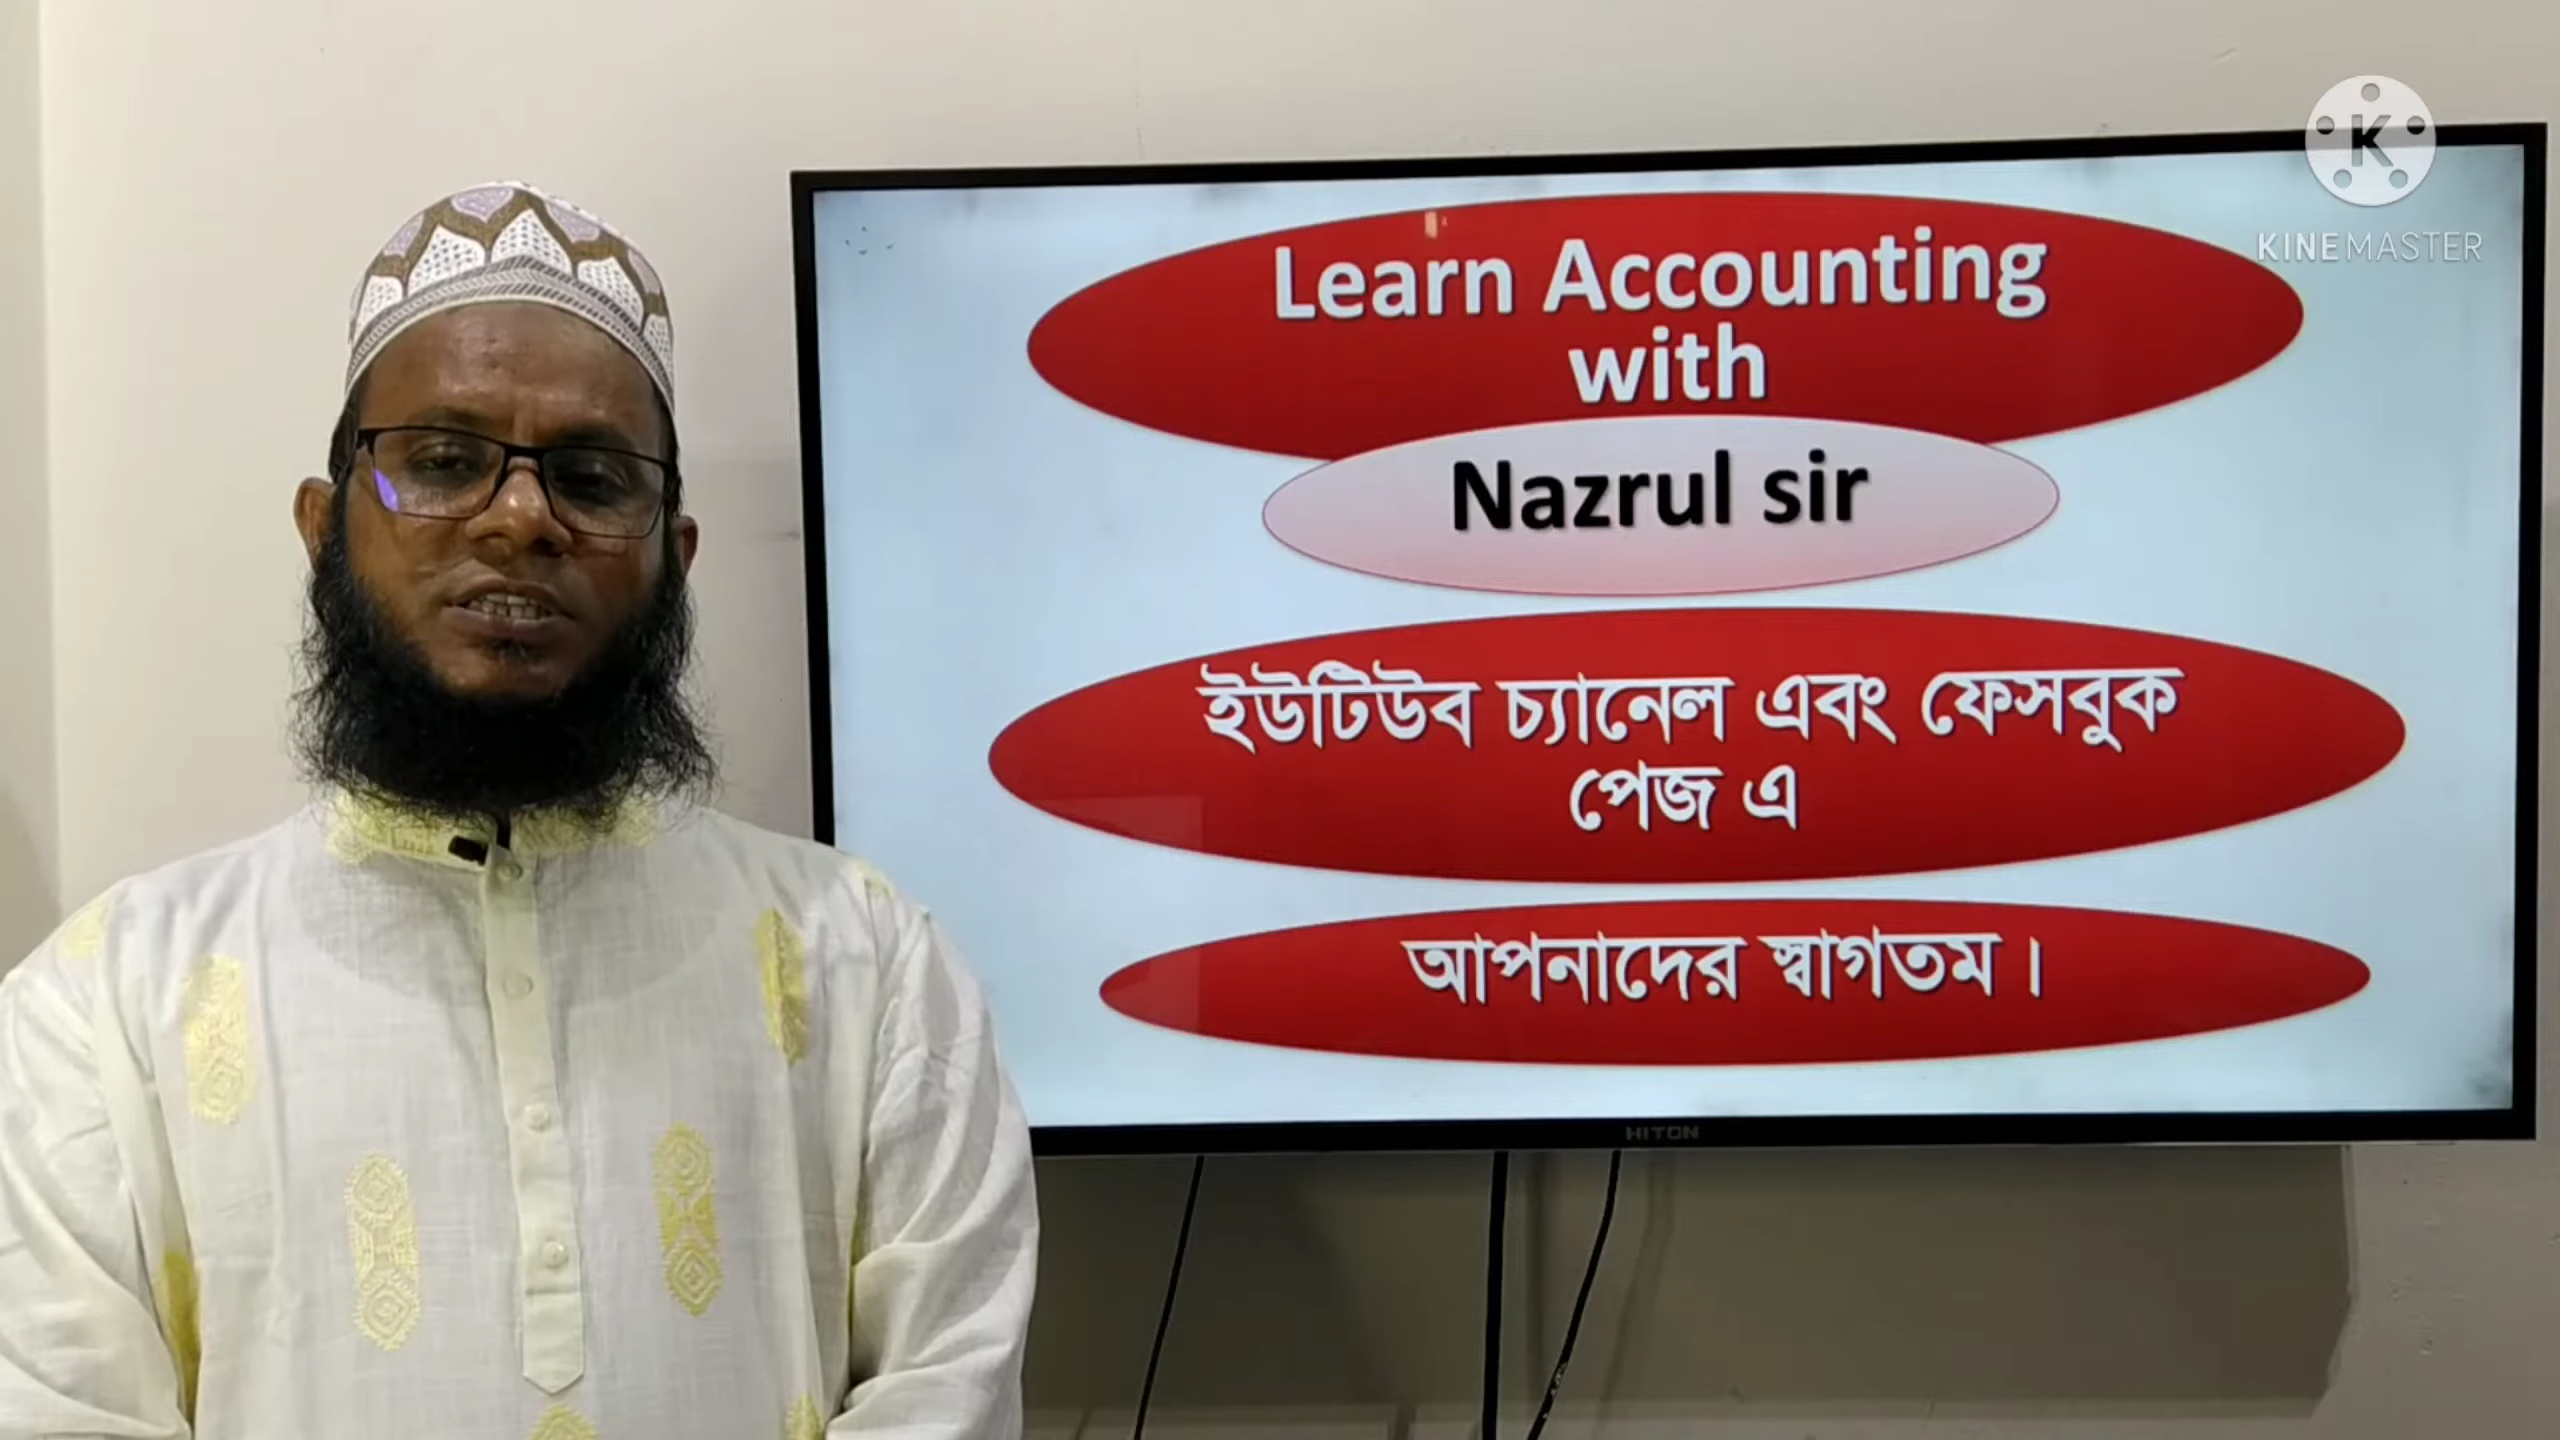 Learn Accounting
with
Nazrul sir
ইউটিউব চ্যানেল এবং ফেসবুক
পেজ এ
আপনাদের স্বাগতম।
K
KINEMASTER
HITON